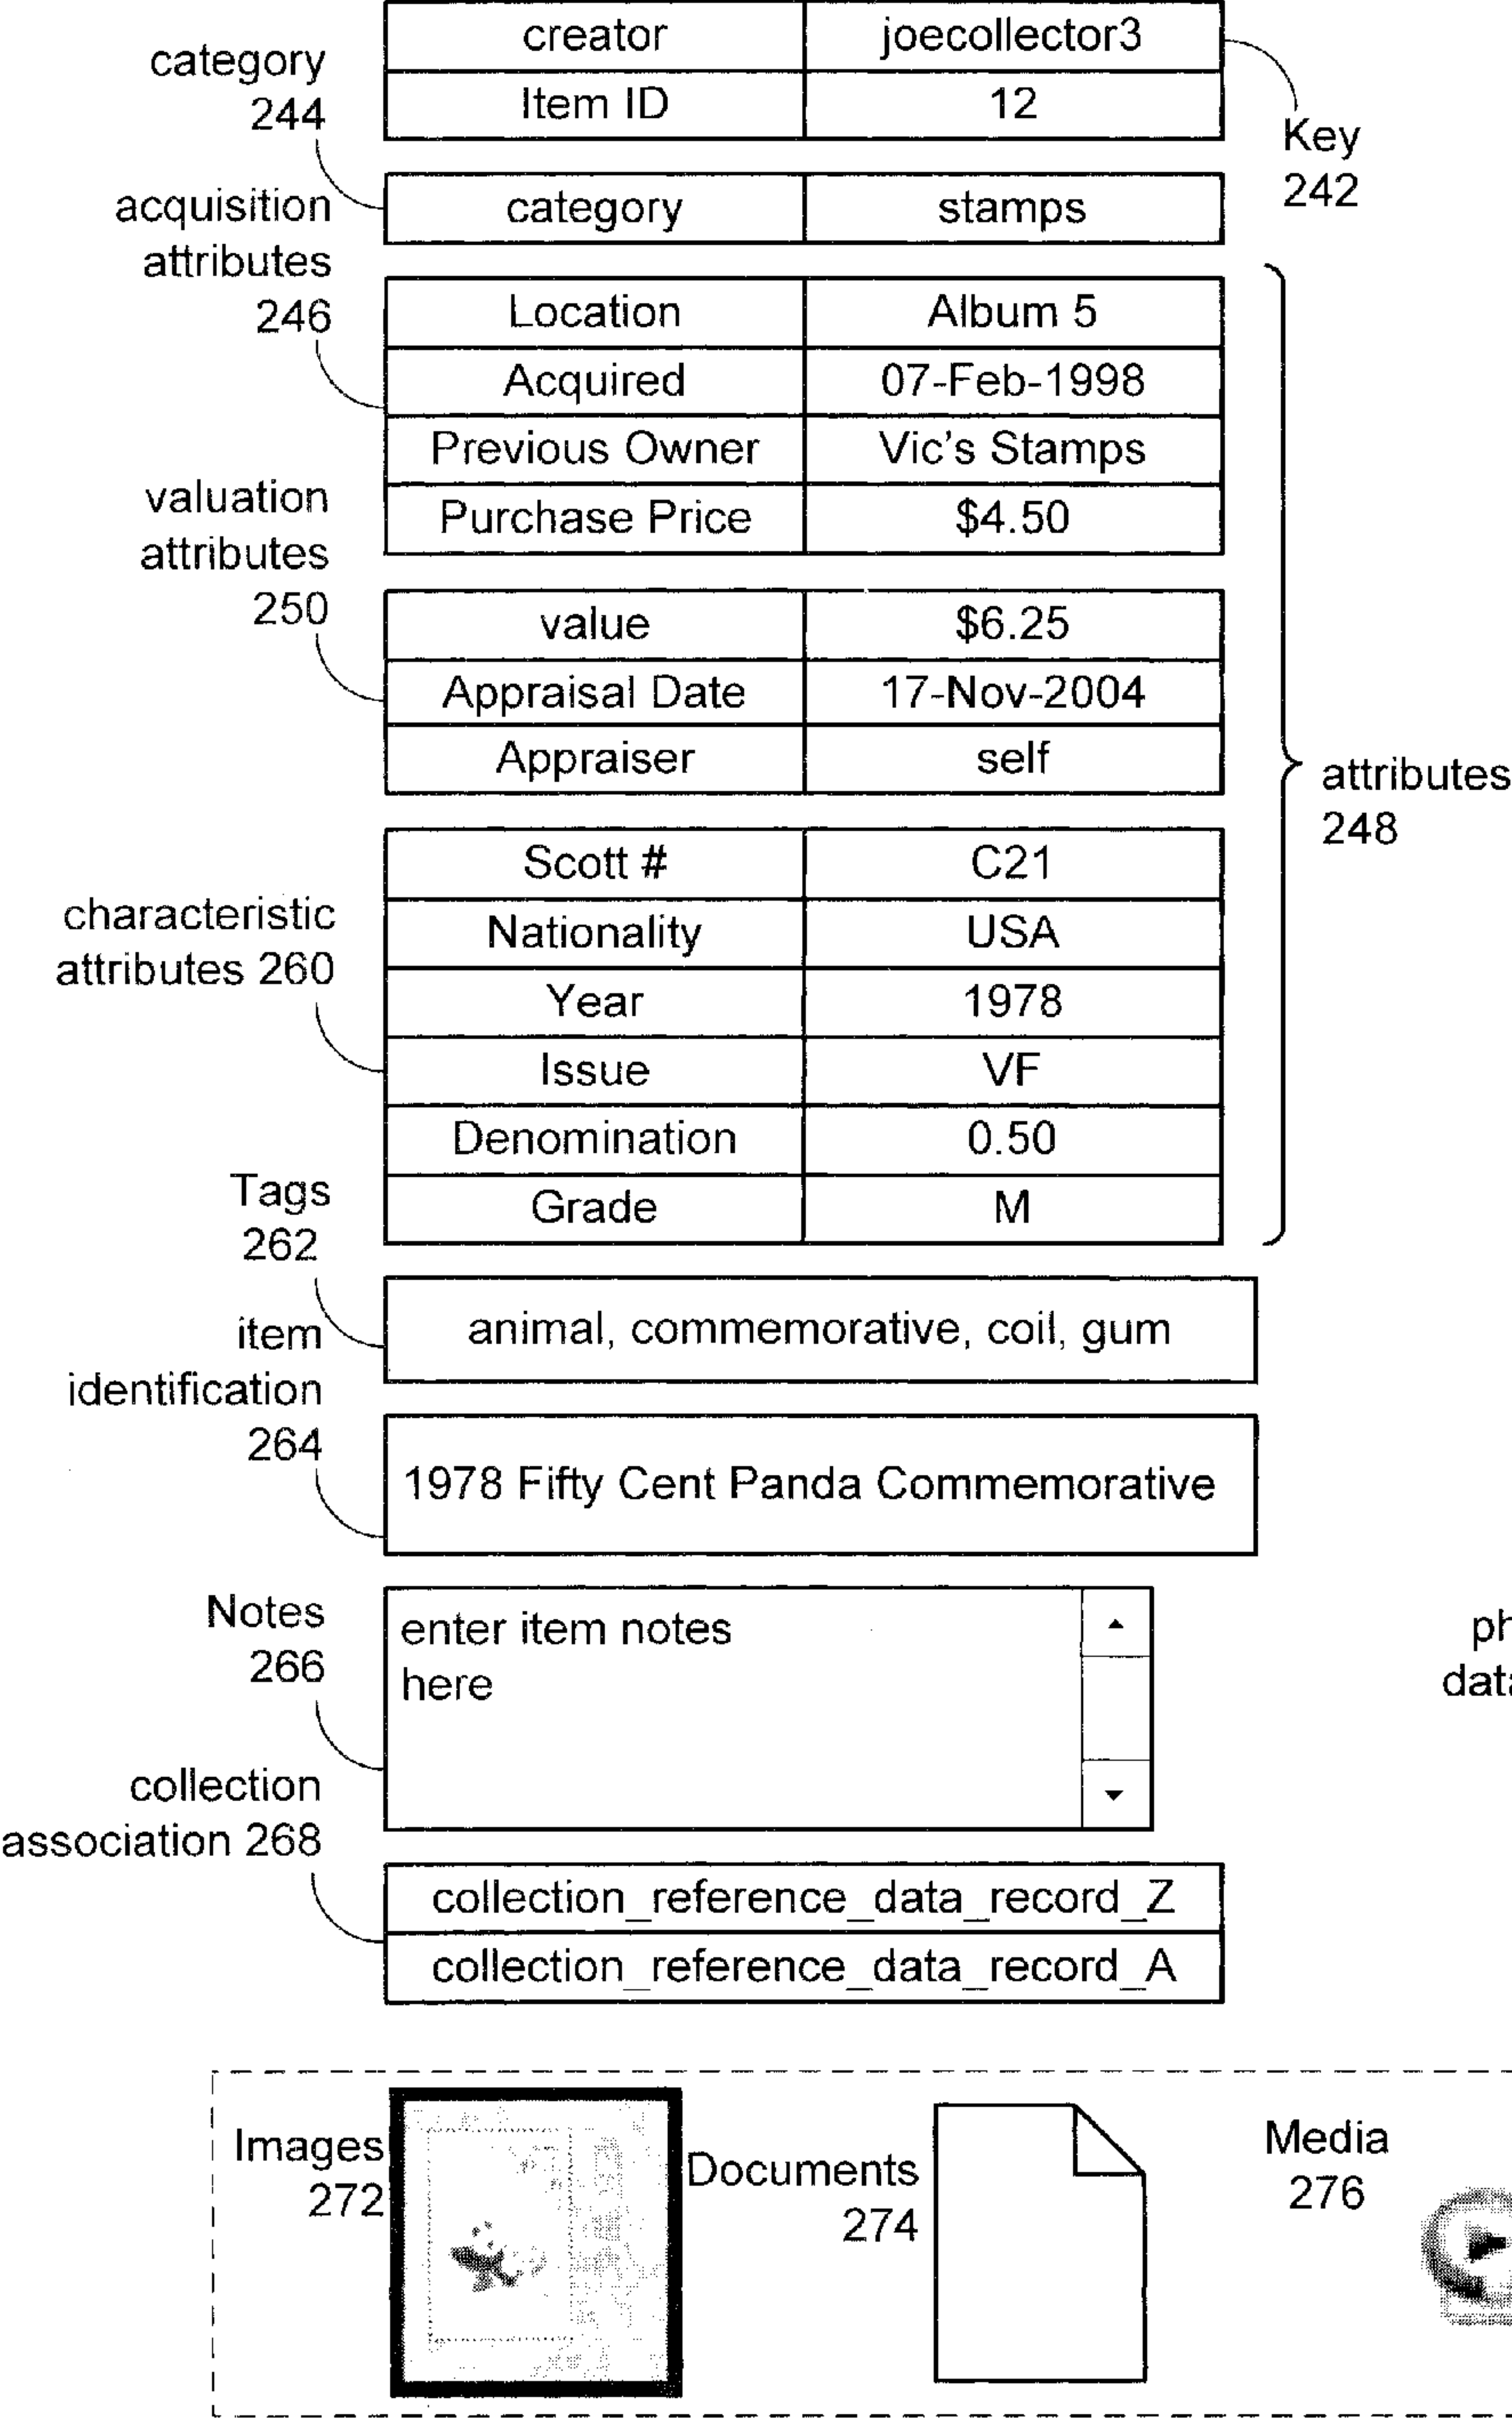 creator joecollector3
Item ID 12
Key
242
category
244
category stamps
acquisition
attributes
246
Location Album 5
Acquired 07-Feb-1998
Previous Owner Vic's Stamps
Purchase Price $4.50
valuation
attributes
250
value $6.25
Appraisal Date 17-Nov-2004
Appraiser self
attributes
248
characteristic
attributes 260
Scott # C21
Nationality USA
Year 1978
Issue VF
Denomination 0.50
Grade M
Tags
262
animal, commemorative, coil, gum
item
identification
264
1978 Fifty Cent Panda Commemorative
Notes
266
enter item notes
here
collection
association 268
collection_reference_data_record_Z
collection_reference_data_record_A
Images
272
Documents
274
Media
276